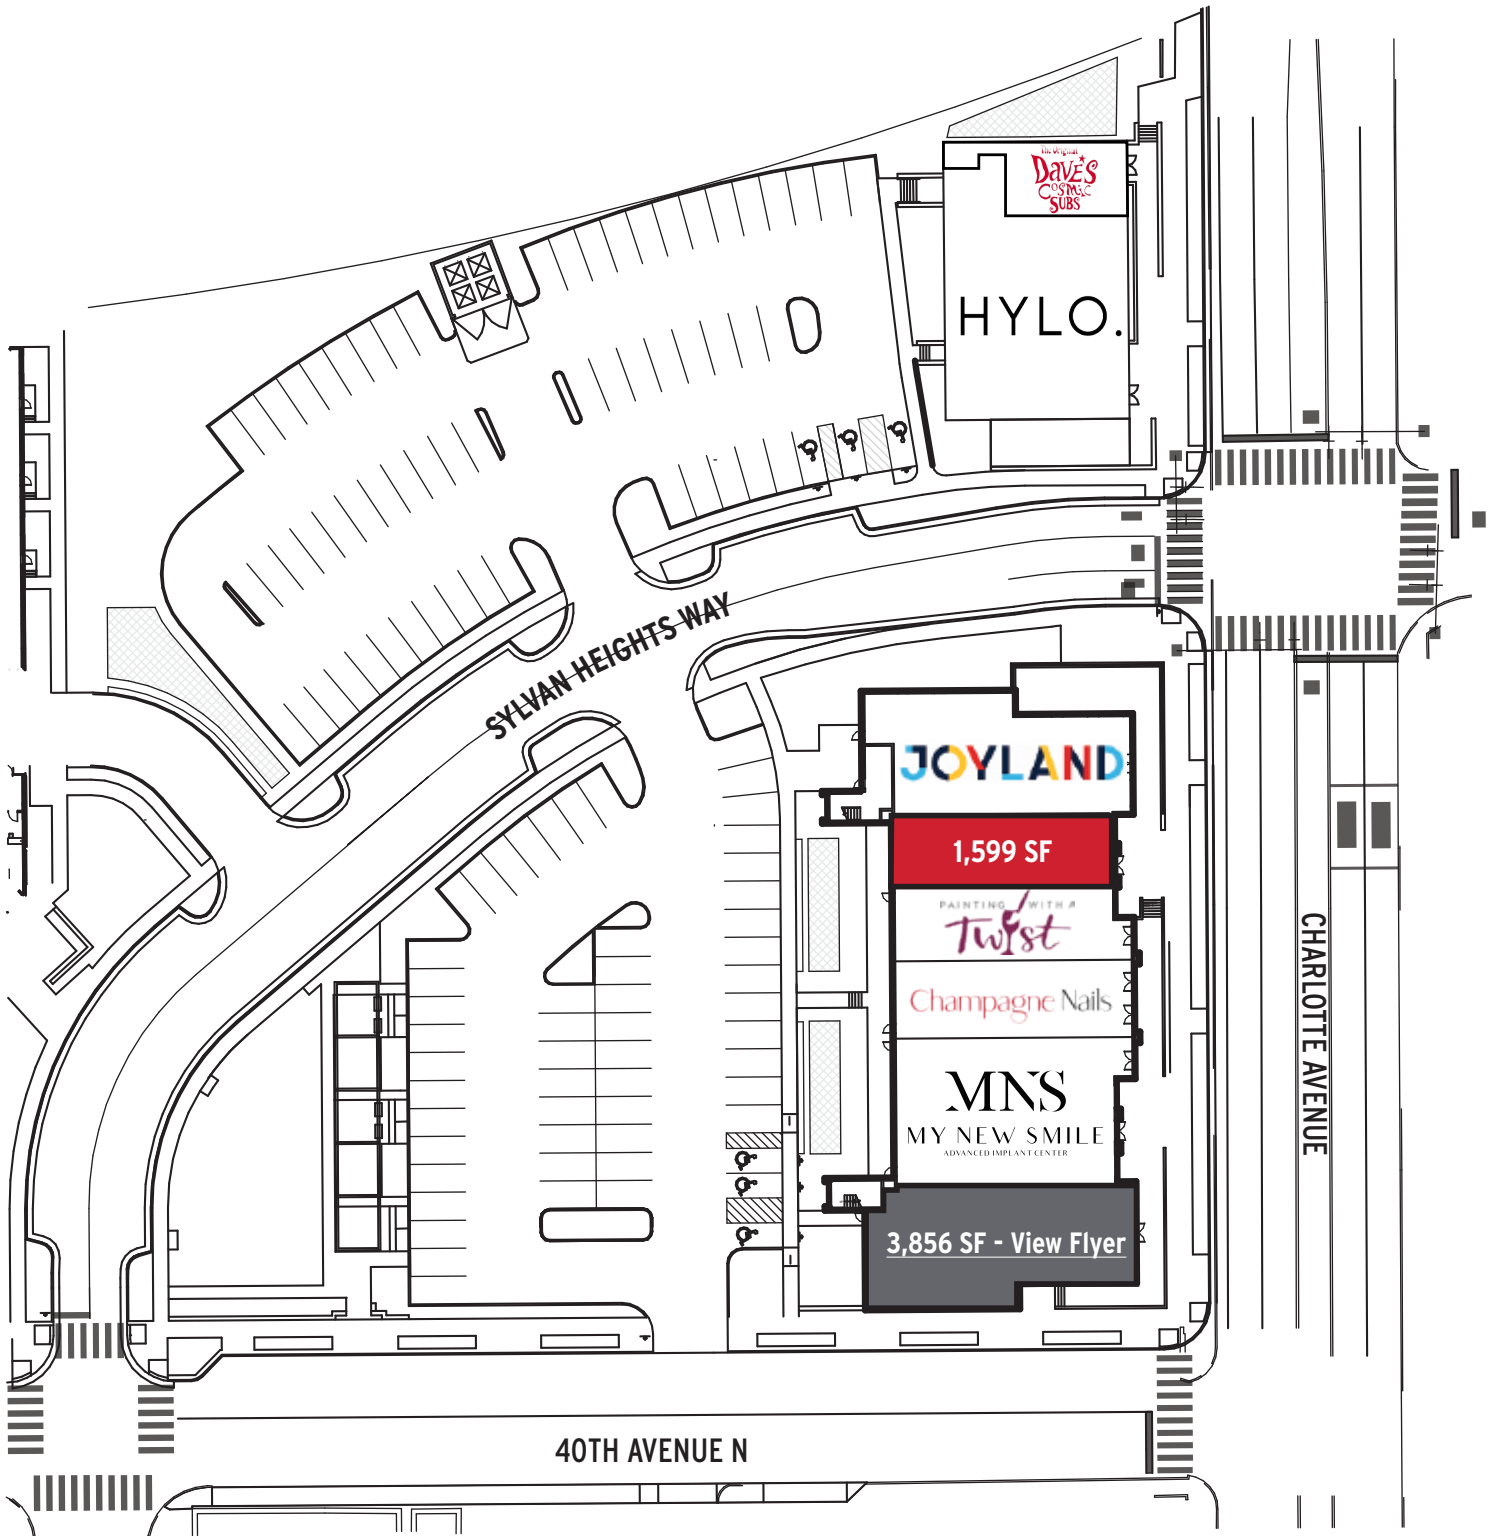 The Original
DAVE'S
COSMIC
SUBS
HYLO.
SYLVAN HEIGHTS WAY
JOYLAND
1,599 SF
PAINTING WITH A
Twist
Champagne Nails
MNS
MY NEW SMILE
ADVANCED IMPLANT CENTER
3,856 SF - View Flyer
CHARLOTTE AVENUE
40TH AVENUE N